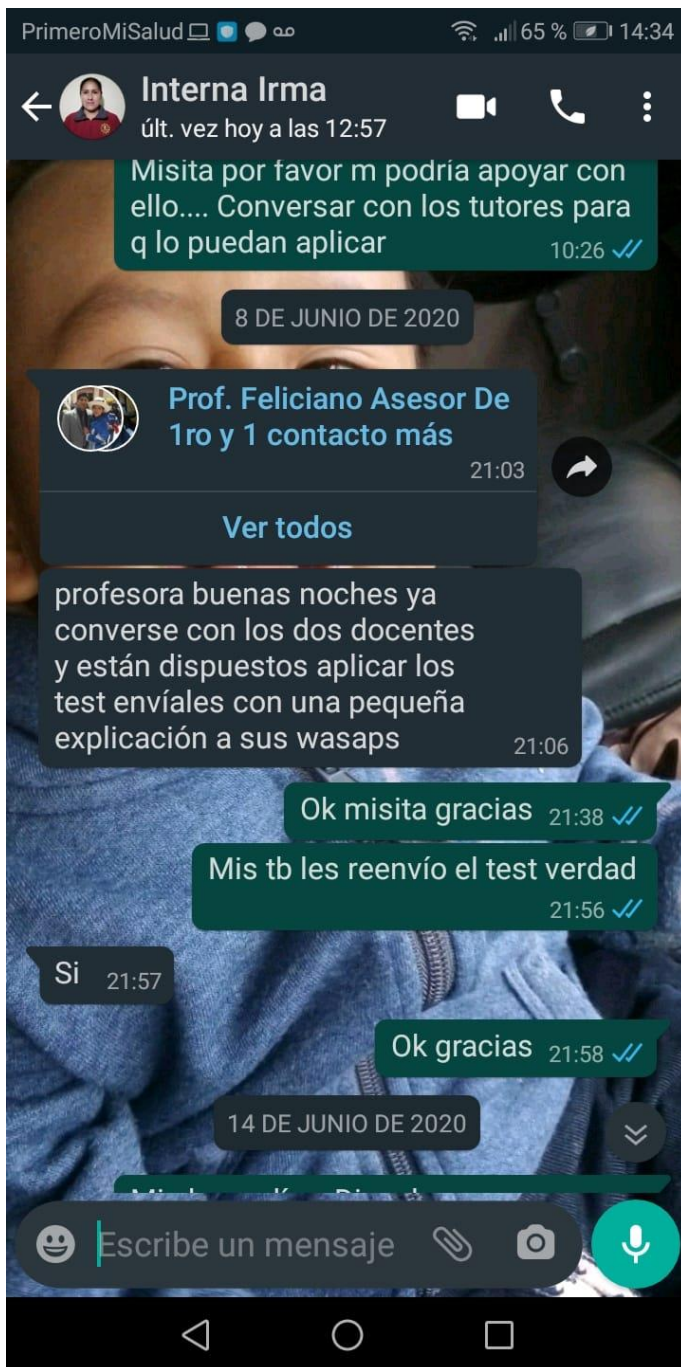 PrimeroMiSalud 65 % 14:34
Interna Irma
últ. vez hoy a las 12:57
Misita por favor m podría apoyar con
ello.... Conversar con los tutores para
q lo puedan aplicar 10:26
8 DE JUNIO DE 2020
Prof. Feliciano Asesor De
1ro y 1 contacto más
21:03
Ver todos
profesora buenas noches ya
converse con los dos docentes
y están dispuestos aplicar los
test envíales con una pequeña
explicación a sus wasaps 21:06
Ok misita gracias 21:38
Mis tb les reenvío el test verdad
21:56
Si 21:57
Ok gracias 21:58
14 DE JUNIO DE 2020
Escribe un mensaje